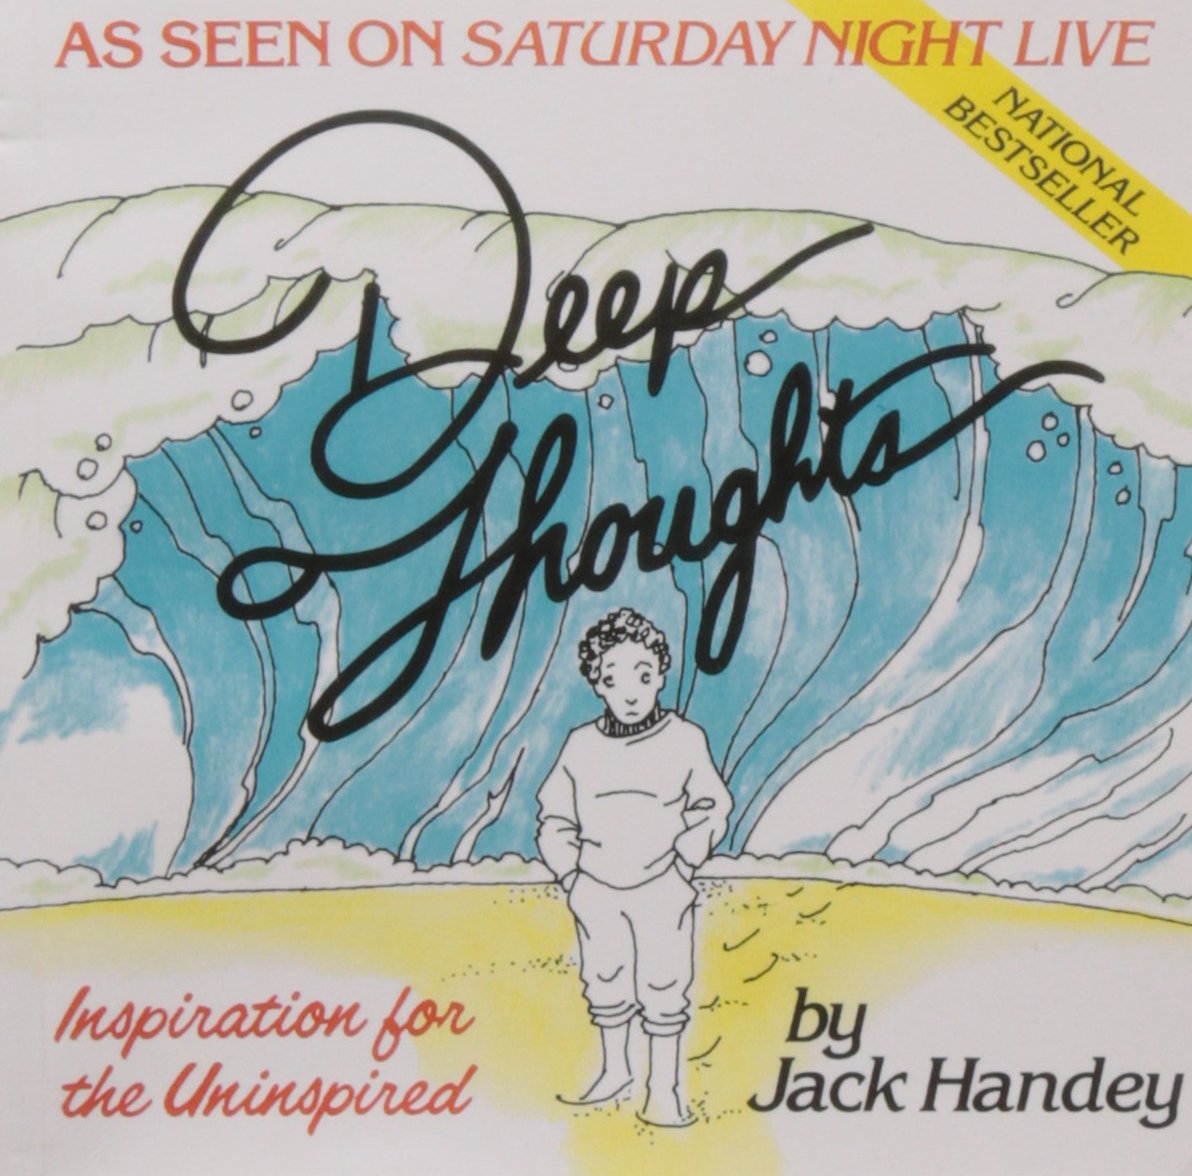 AS SEEN ON SATURDAY NIGHT LIVE
NATIONAL
BESTSELLER
Deep
Thoughts
Inspiration for
the Uninspired
by
Jack Handey